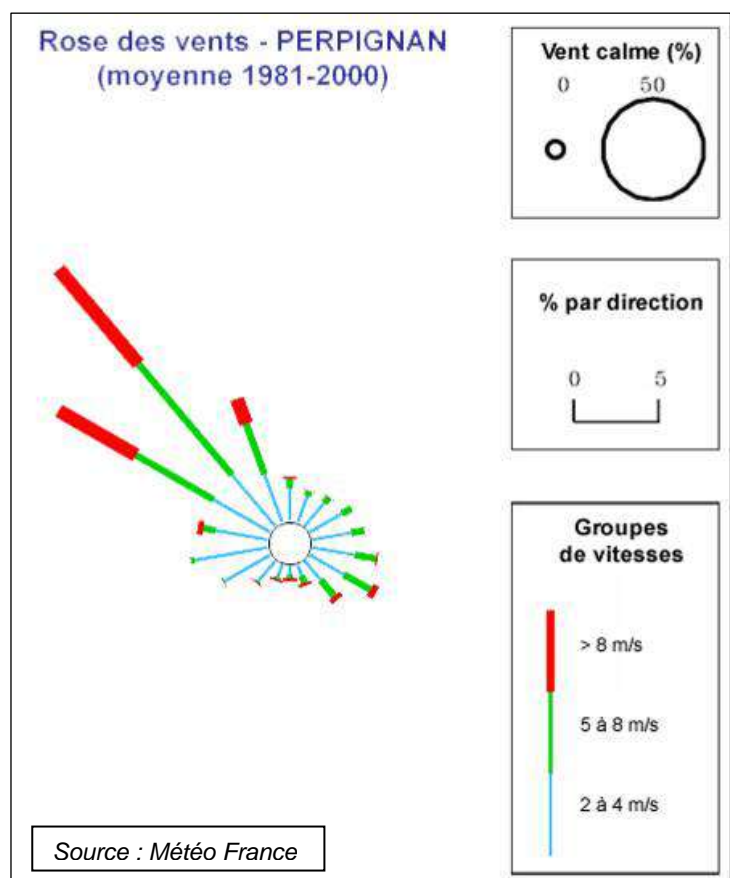 Rose des vents - PERPIGNAN
(moyenne 1981-2000)
Vent calme (%)
0 50
% par direction
0 5
Groupes
de vitesses
> 8 m/s
5 à 8 m/s
2 à 4 m/s
Source : Météo France